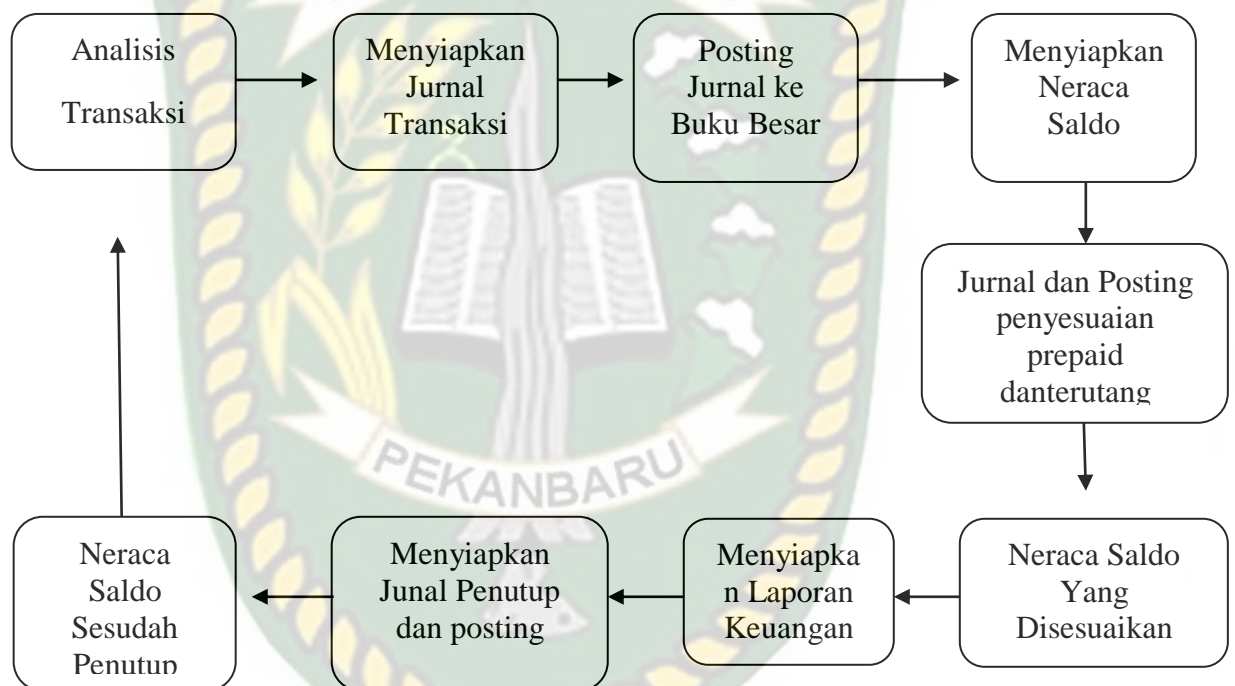 Analisis
Transaksi
Menyiapkan
Jurnal
Transaksi
Posting
Jurnal ke
Buku Besar
Menyiapkan
Neraca
Saldo
Jurnal dan Posting
penyesuaian
prepaid
danterutang
Neraca Saldo
Yang
Disesuaikan
Menyiapka
n Laporan
Keuangan
Menyiapkan
Junal Penutup
dan posting
Neraca
Saldo
Sesudah
Penutup
PEKANBARU